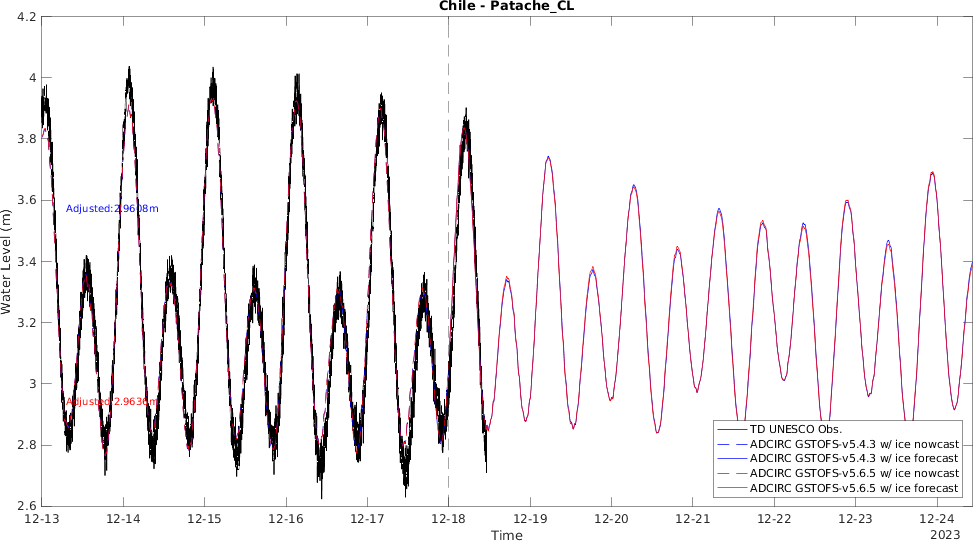 Chile - Patache_CL
4.2
4
3.8
3.6
3.4
3.2
3
2.8
2.6
Water Level (m)
Adjusted:2.9608m
Adjusted:2.9636m
TD UNESCO Obs.
ADCIRC GSTOFS-v5.4.3 w/ ice nowcast
ADCIRC GSTOFS-v5.4.3 w/ ice forecast
ADCIRC GSTOFS-v5.6.5 w/ ice nowcast
ADCIRC GSTOFS-v5.6.5 w/ ice forecast
12-13 12-14 12-15 12-16 12-17 12-18 12-19 12-20 12-21 12-22 12-23 12-24
Time
2023